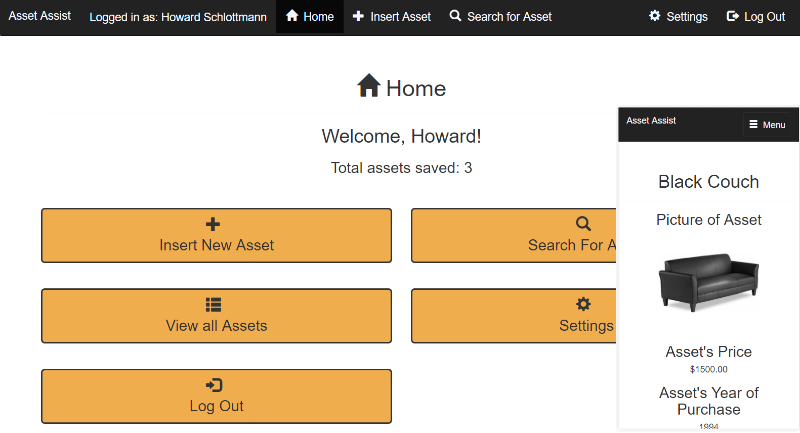 Asset Assist Logged in as: Howard Schlottmann Home Insert Asset Search for Asset Settings Log Out
Home
Welcome, Howard!
Total assets saved: 3
Insert New Asset
Search For A
View all Assets
Settings
Log Out
Asset Assist Menu
Black Couch
Picture of Asset
Asset's Price
$1500.00
Asset's Year of
Purchase
1994